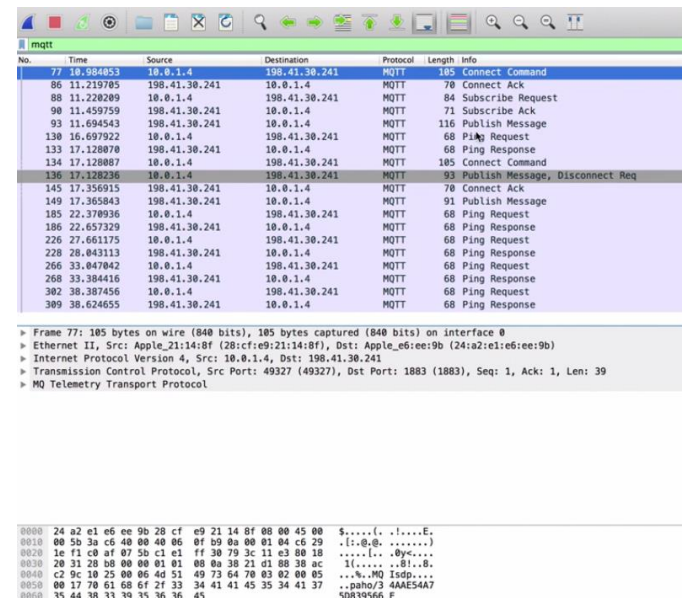 mqtt
No. Time Source Destination Protocol Length Info
77 10.984053 10.0.1.4 198.41.30.241 MQTT 105 Connect Command
86 11.219705 198.41.30.241 10.0.1.4 MQTT 70 Connect Ack
88 11.220209 10.0.1.4 198.41.30.241 MQTT 84 Subscribe Request
90 11.459759 198.41.30.241 10.0.1.4 MQTT 71 Subscribe Ack
93 11.694543 198.41.30.241 10.0.1.4 MQTT 116 Publish Message
130 16.697922 10.0.1.4 198.41.30.241 MQTT 68 Ping Request
133 17.128070 198.41.30.241 10.0.1.4 MQTT 68 Ping Response
134 17.128087 10.0.1.4 198.41.30.241 MQTT 105 Connect Command
136 17.128236 10.0.1.4 198.41.30.241 MQTT 93 Publish Message, Disconnect Req
145 17.356915 198.41.30.241 10.0.1.4 MQTT 70 Connect Ack
149 17.365843 198.41.30.241 10.0.1.4 MQTT 91 Publish Message
185 22.370936 10.0.1.4 198.41.30.241 MQTT 68 Ping Request
186 22.657329 198.41.30.241 10.0.1.4 MQTT 68 Ping Response
226 27.661175 10.0.1.4 198.41.30.241 MQTT 68 Ping Request
228 28.043113 198.41.30.241 10.0.1.4 MQTT 68 Ping Response
266 33.047042 10.0.1.4 198.41.30.241 MQTT 68 Ping Request
268 33.384416 198.41.30.241 10.0.1.4 MQTT 68 Ping Response
302 38.387456 10.0.1.4 198.41.30.241 MQTT 68 Ping Request
309 38.624655 198.41.30.241 10.0.1.4 MQTT 68 Ping Response
Frame 77: 105 bytes on wire (840 bits), 105 bytes captured (840 bits) on interface 0
Ethernet II, Src: Apple_21:14:8f (28:cf:e9:21:14:8f), Dst: Apple_e6:ee:9b (24:a2:e1:e6:ee:9b)
Internet Protocol Version 4, Src: 10.0.1.4, Dst: 198.41.30.241
Transmission Control Protocol, Src Port: 49327 (49327), Dst Port: 1883 (1883), Seq: 1, Ack: 1, Len: 39
MQ Telemetry Transport Protocol
0000 24 a2 e1 e6 ee 9b 28 cf e9 21 14 8f 08 00 45 00 $.....(. .!....E.
0010 00 5b 3a c6 40 00 40 06 0f b9 0a 00 01 04 c6 29 .[:.@.@. .......)
0020 1e f1 c0 af 07 5b c1 e1 ff 30 79 3c 11 e3 80 18 .....[.. .0y<....
0030 20 31 28 b8 00 00 01 01 08 0a 38 21 d1 88 38 ac 1(..... ..8!..8.
0040 c2 9c 10 25 00 06 4d 51 49 73 64 70 03 02 00 05 ...%..MQ Isdp....
0050 00 17 70 61 68 6f 2f 33 34 41 41 45 35 34 41 37 ..paho/3 4AAE54A7
0060 35 44 38 33 39 35 36 36 45 5D839566 E